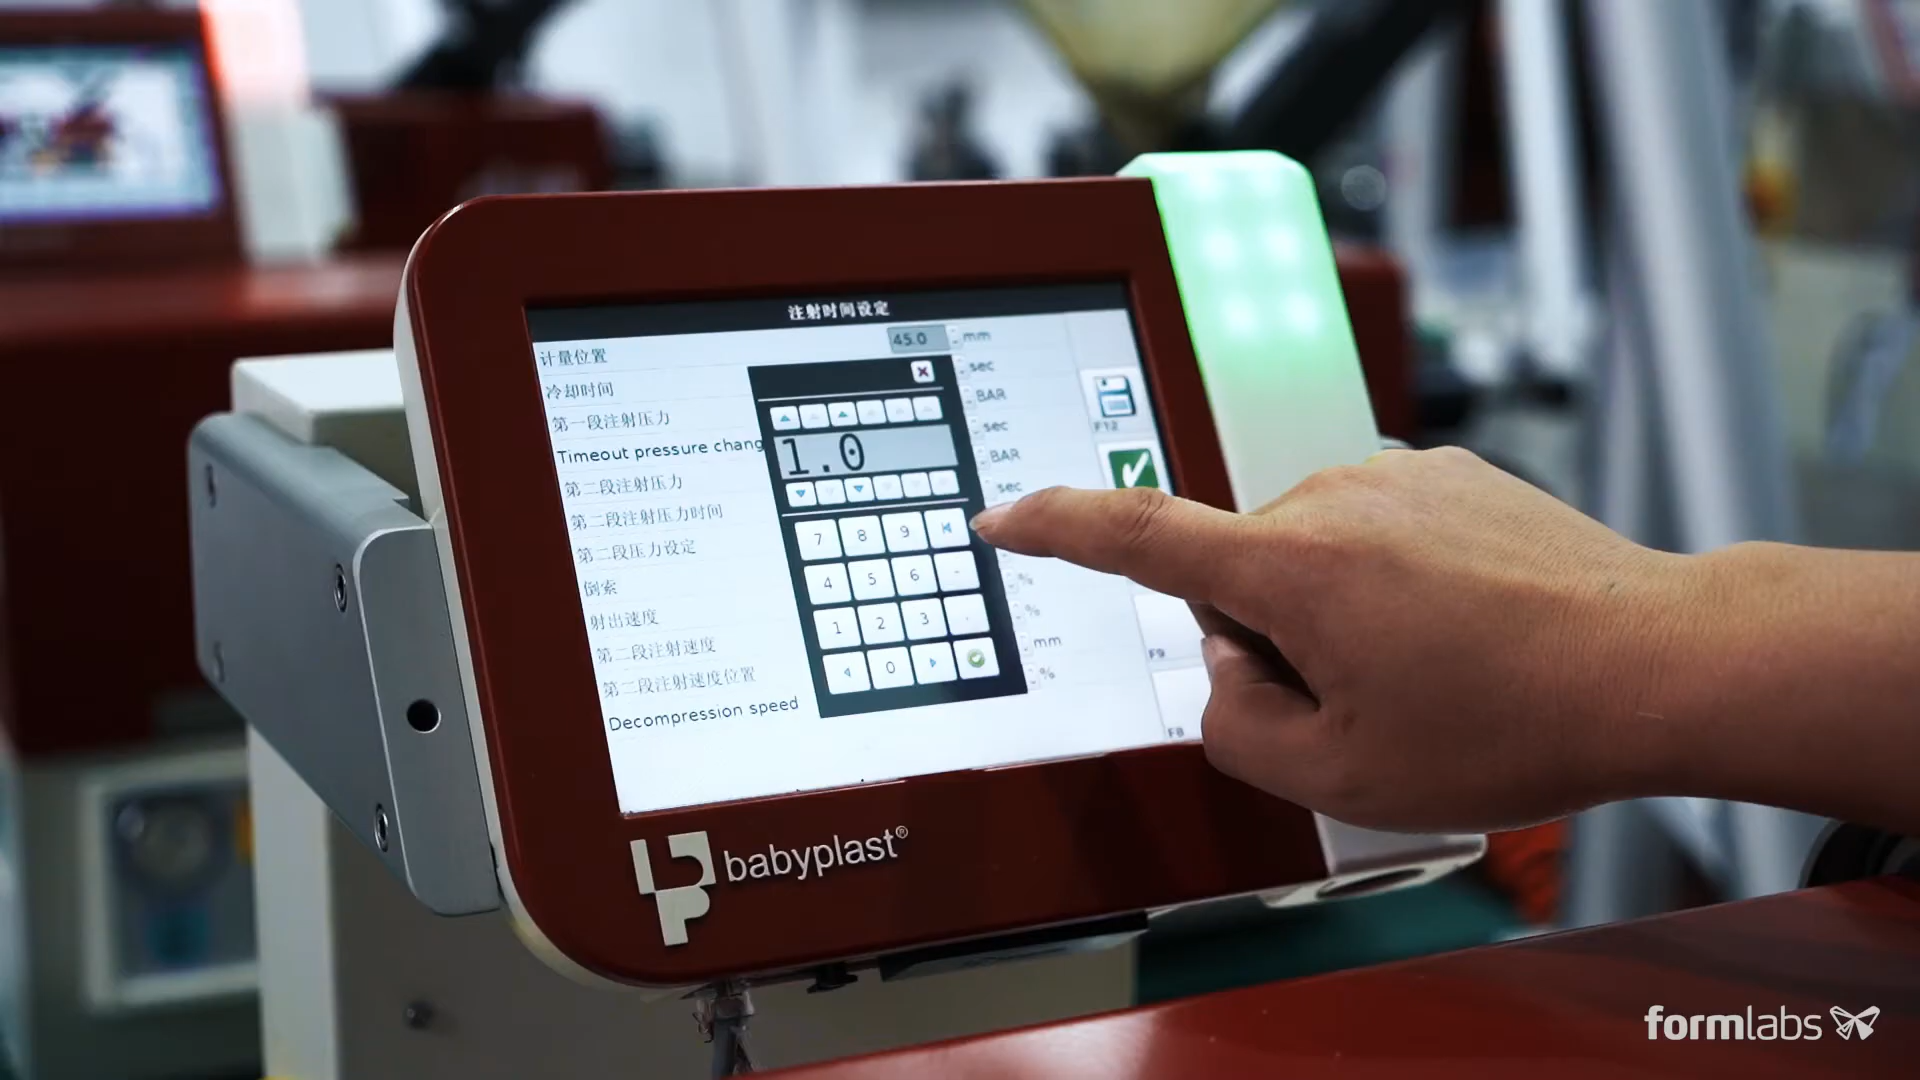 注射时间设定
计量位置 45.0 mm
冷却时间 sec
第一段注射压力 BAR
Timeout pressure chang sec
第二段注射压力 BAR
第二段注射压力时间 sec
第二段压力设定
倒索 %
射出速度 %
第二段注射速度 mm
第二段注射速度位置 %
Decompression speed
1.0
7 8 9
4 5 6 -
1 2 3 .
0
F12
F9
F8
babyplast®
formlabs